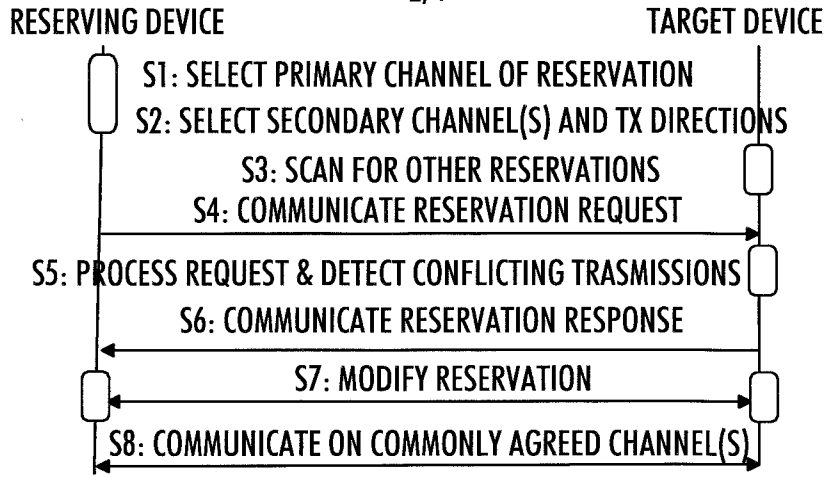 RESERVING DEVICE TARGET DEVICE
S1: SELECT PRIMARY CHANNEL OF RESERVATION
S2: SELECT SECONDARY CHANNEL(S) AND TX DIRECTIONS
S3: SCAN FOR OTHER RESERVATIONS
S4: COMMUNICATE RESERVATION REQUEST
S5: PROCESS REQUEST & DETECT CONFLICTING TRASMISSIONS
S6: COMMUNICATE RESERVATION RESPONSE
S7: MODIFY RESERVATION
S8: COMMUNICATE ON COMMONLY AGREED CHANNEL(S)